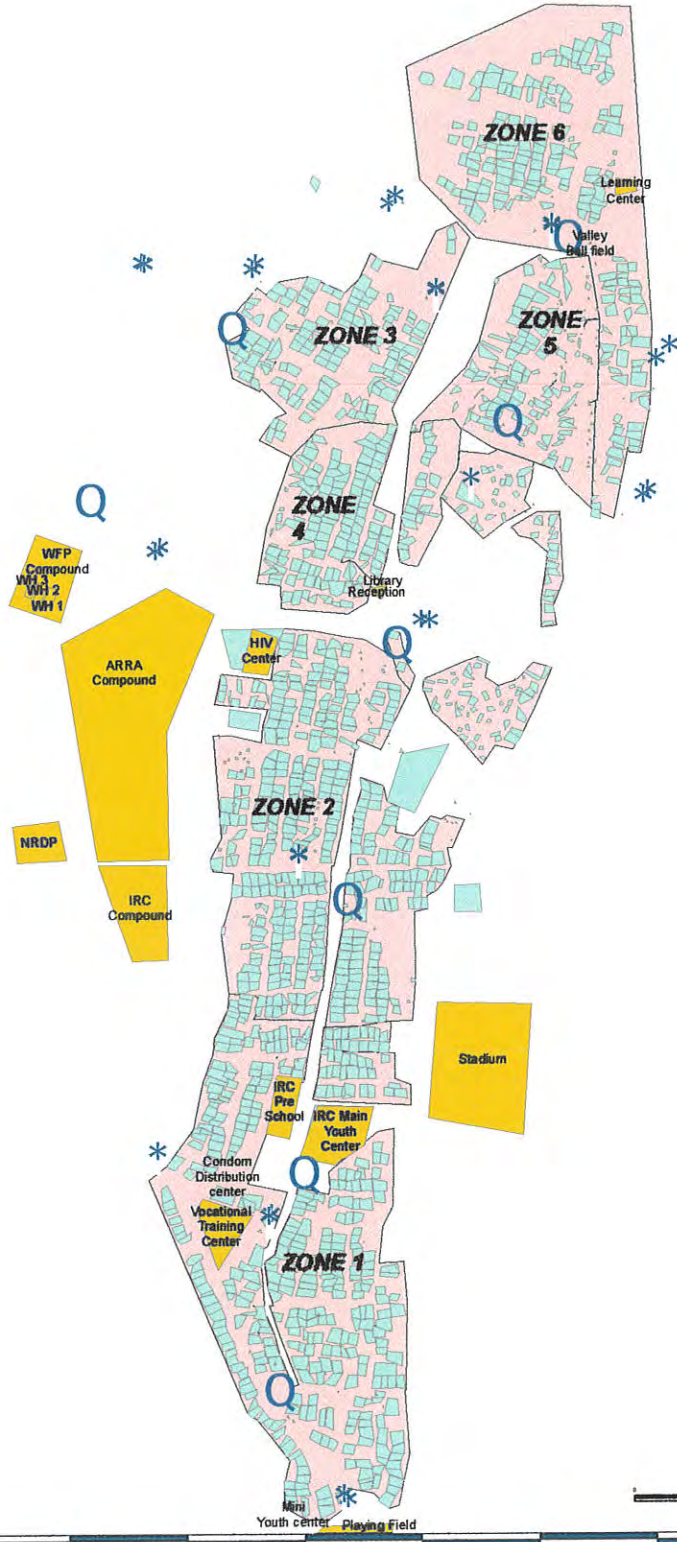 ZONE 6
Learning
Center
Q
Valley
Ball field
Q
ZONE 3
ZONE
5
Q
ZONE
4
Q
WFP
Compound
WH 3
WH 2
WH 1
Library
Reception
HIV
Center
Q
ARRA
Compound
ZONE 2
NRDP
Q
IRC
Compound
Stadium
IRC
Pre
School
IRC Main
Youth
Center
Condom
Distribution
center
Q
Vocational
Training
Center
ZONE 1
Q
Mini
Youth center
Playing Field